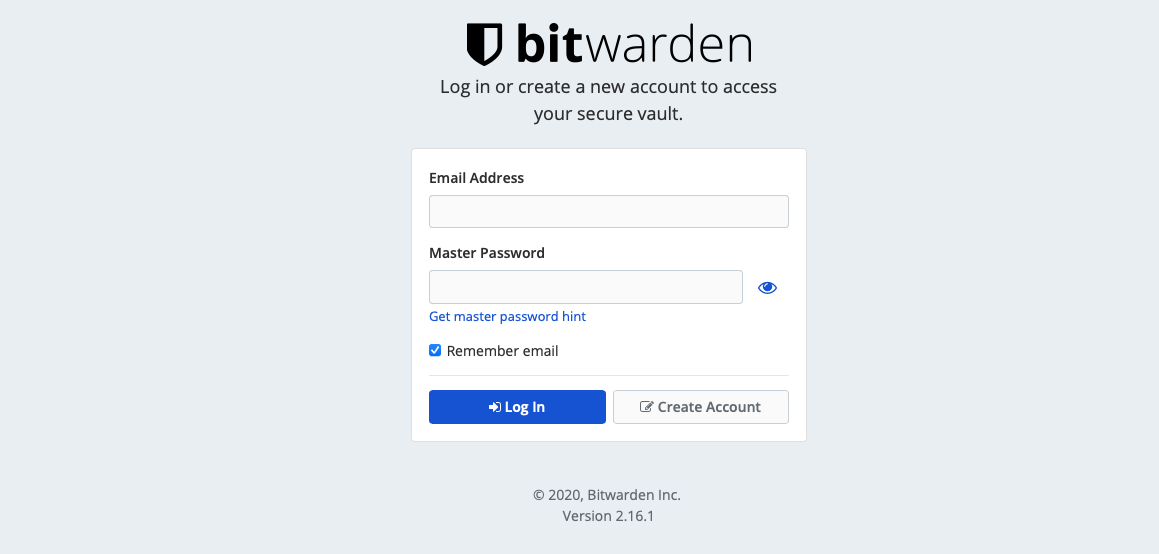 bitwarden
Log in or create a new account to access
your secure vault.
Email Address
Master Password
Get master password hint
Remember email
Log In
Create Account
© 2020, Bitwarden Inc.
Version 2.16.1